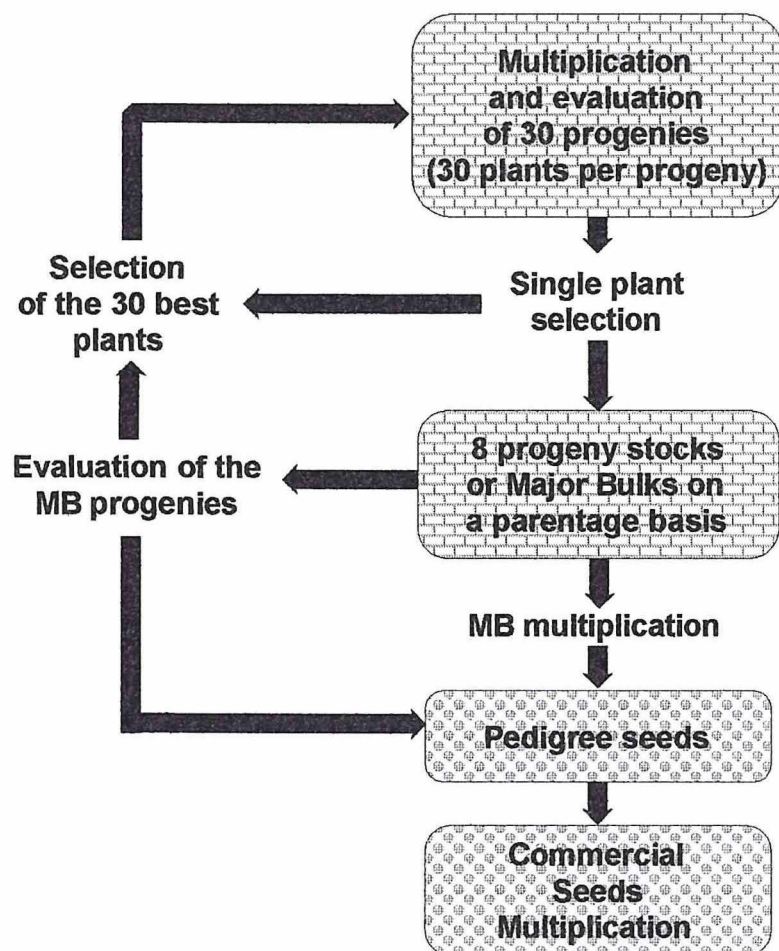 Multiplication
and evaluation
of 30 progenies
(30 plants per progeny)
Selection
of the 30 best
plants
Single plant
selection
Evaluation of the
MB progenies
8 progeny stocks
or Major Bulks on
a parentage basis
MB multiplication
Pedigree seeds
Commercial
Seeds
Multiplication